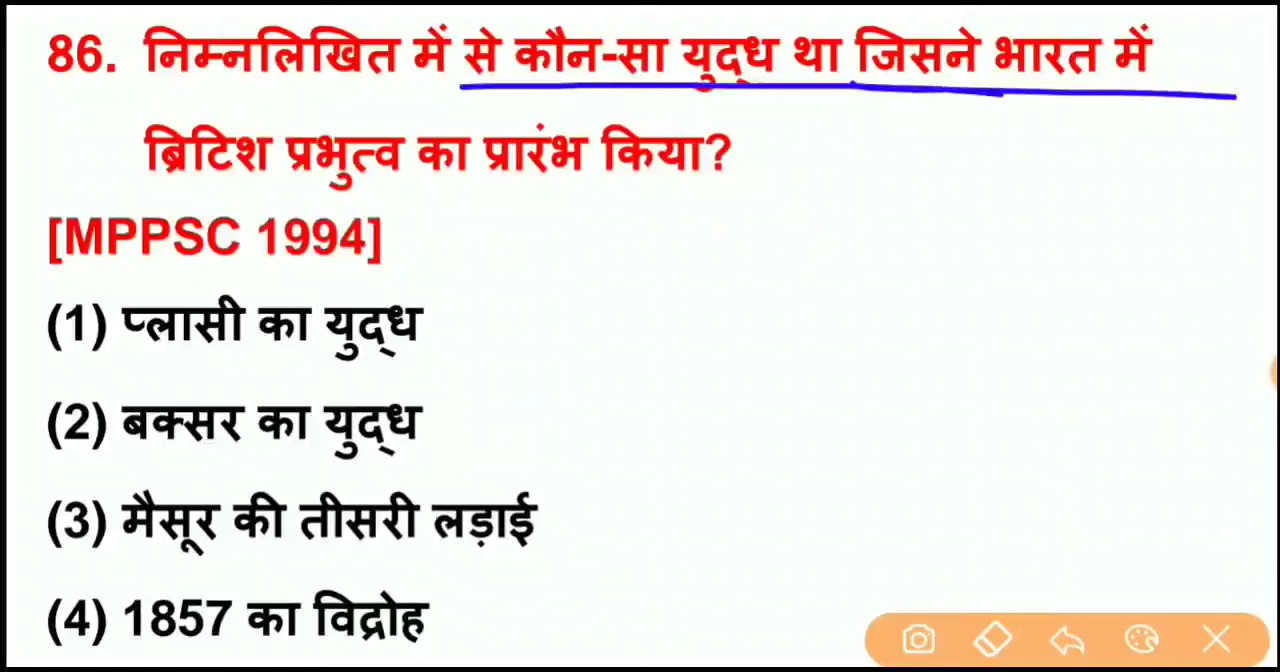 86. निम्नलिखित में से कौन-सा युद्ध था जिसने भारत में
ब्रिटिश प्रभुत्व का प्रारंभ किया?
[MPPSC 1994]
(1) प्लासी का युद्ध
(2) बक्सर का युद्ध
(3) मैसूर की तीसरी लड़ाई
(4) 1857 का विद्रोह